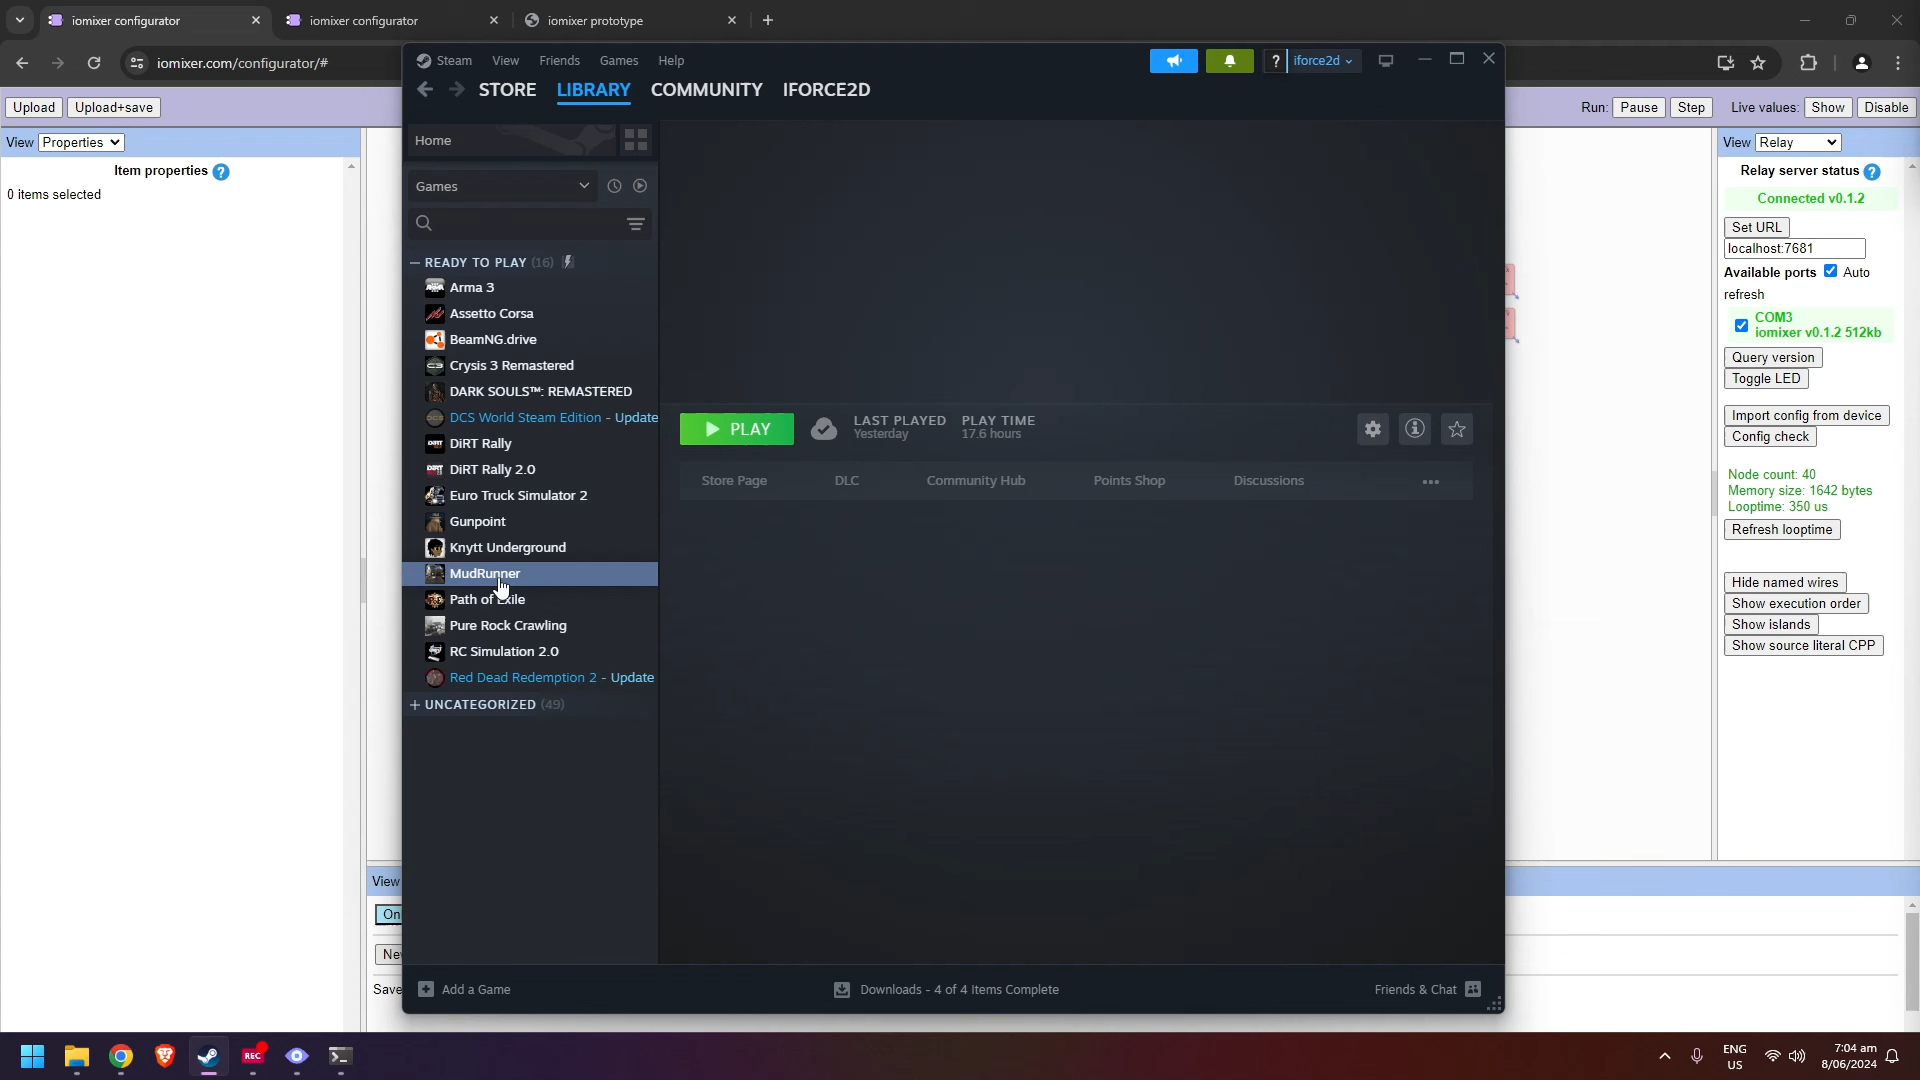 iomixer configurator
iomixer configurator
iomixer prototype
iomixer.com/configurator/#
Upload
Upload+save
Run: Pause Step Live values: Show Disable
View Properties
Item properties ?
0 items selected
Steam View Friends Games Help
? iforce2d
STORE LIBRARY COMMUNITY IFORCE2D
Home
Games
READY TO PLAY (16)
Arma 3
Assetto Corsa
BeamNG.drive
Crysis 3 Remastered
DARK SOULS™: REMASTERED
DCS World Steam Edition - Update
DiRT Rally
DiRT Rally 2.0
Euro Truck Simulator 2
Gunpoint
Knytt Underground
MudRunner
Path of Exile
Pure Rock Crawling
RC Simulation 2.0
Red Dead Redemption 2 - Update
UNCATEGORIZED (49)
PLAY
LAST PLAYED
Yesterday
PLAY TIME
17.6 hours
Store Page DLC Community Hub Points Shop Discussions
Add a Game
Downloads - 4 of 4 Items Complete
Friends & Chat
View Relay
Relay server status ?
Connected v0.1.2
Set URL
localhost:7681
Available ports Auto
refresh
COM3
iomixer v0.1.2 512kb
Query version
Toggle LED
Import config from device
Config check
Node count: 40
Memory size: 1642 bytes
Looptime: 350 us
Refresh looptime
Hide named wires
Show execution order
Show islands
Show source literal CPP
View
REC
ENG
US
7:04 am
8/06/2024